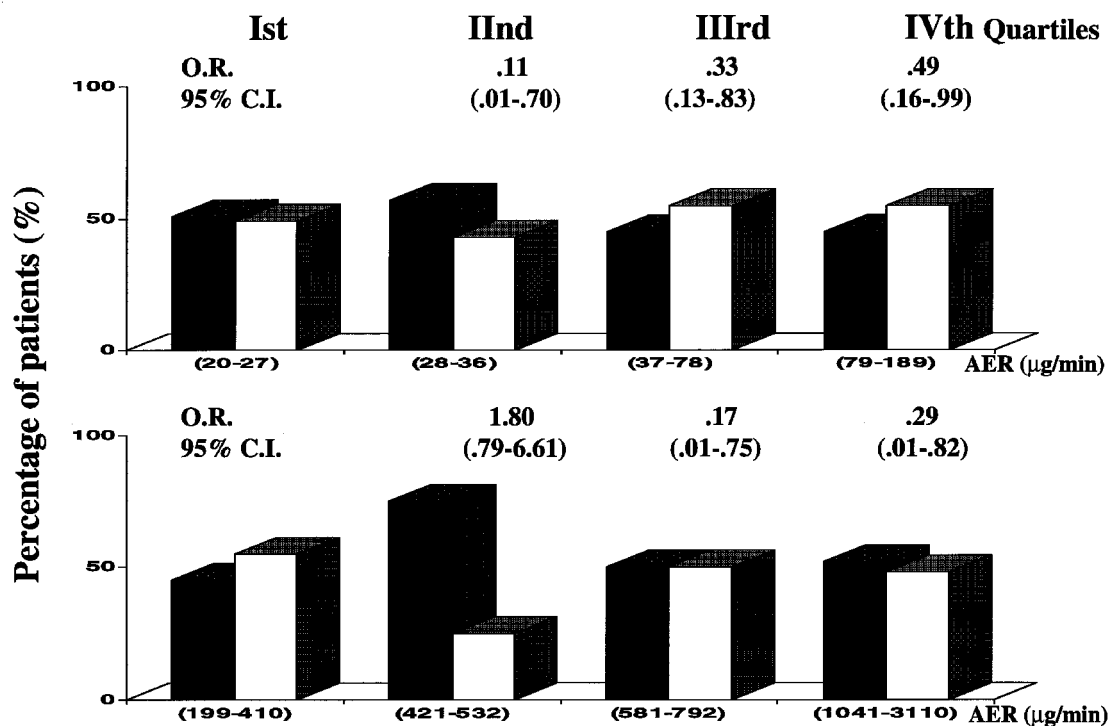 Ist IInd IIIrd IVth Quartiles
O.R. .11 .33 .49
95% C.I. (.01-.70) (.13-.83) (.16-.99)
100
50
0
(20-27) (28-36) (37-78) (79-189) AER (µg/min)
Percentage of patients (%)
O.R. 1.80 .17 .29
95% C.I. (.79-6.61) (.01-.75) (.01-.82)
100
50
0
(199-410) (421-532) (581-792) (1041-3110) AER (µg/min)